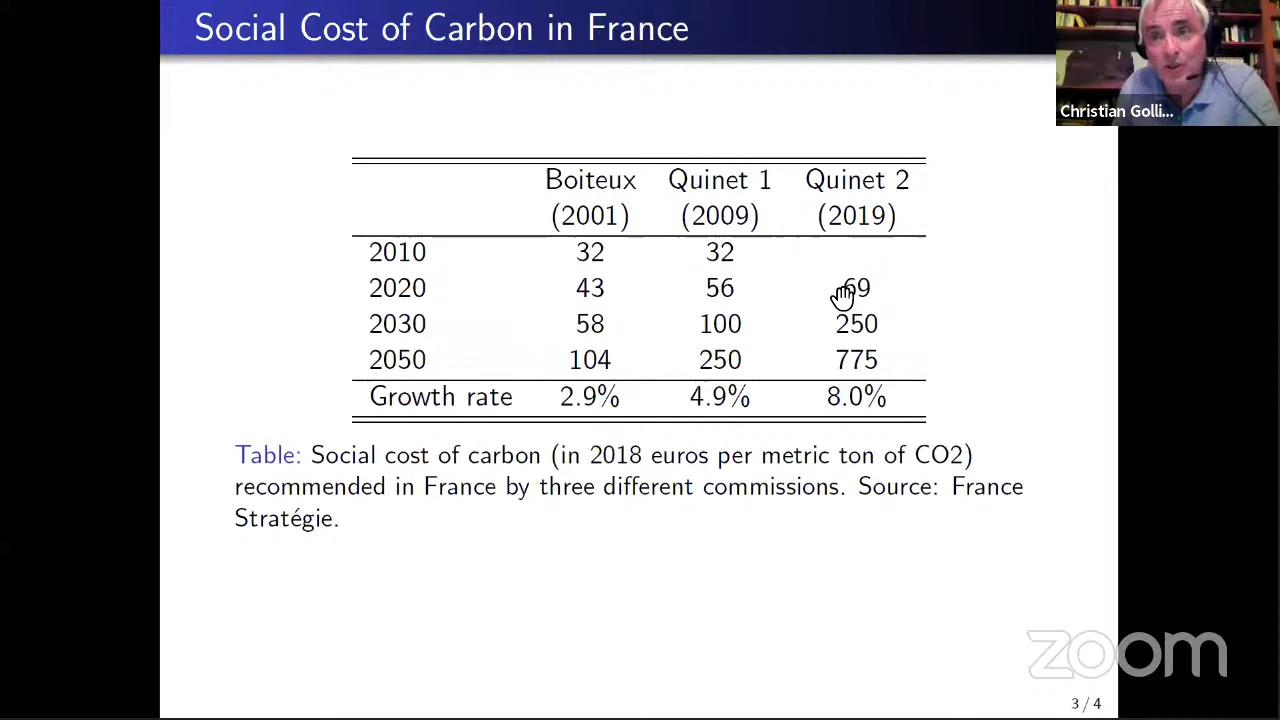 Social Cost of Carbon in France
Christian Golli...
Boiteux Quinet 1 Quinet 2
(2001) (2009) (2019)
2010 32 32
2020 43 56 69
2030 58 100 250
2050 104 250 775
Growth rate 2.9% 4.9% 8.0%
Table: Social cost of carbon (in 2018 euros per metric ton of CO2)
recommended in France by three different commissions. Source: France
Stratégie.
zoom
3 / 4